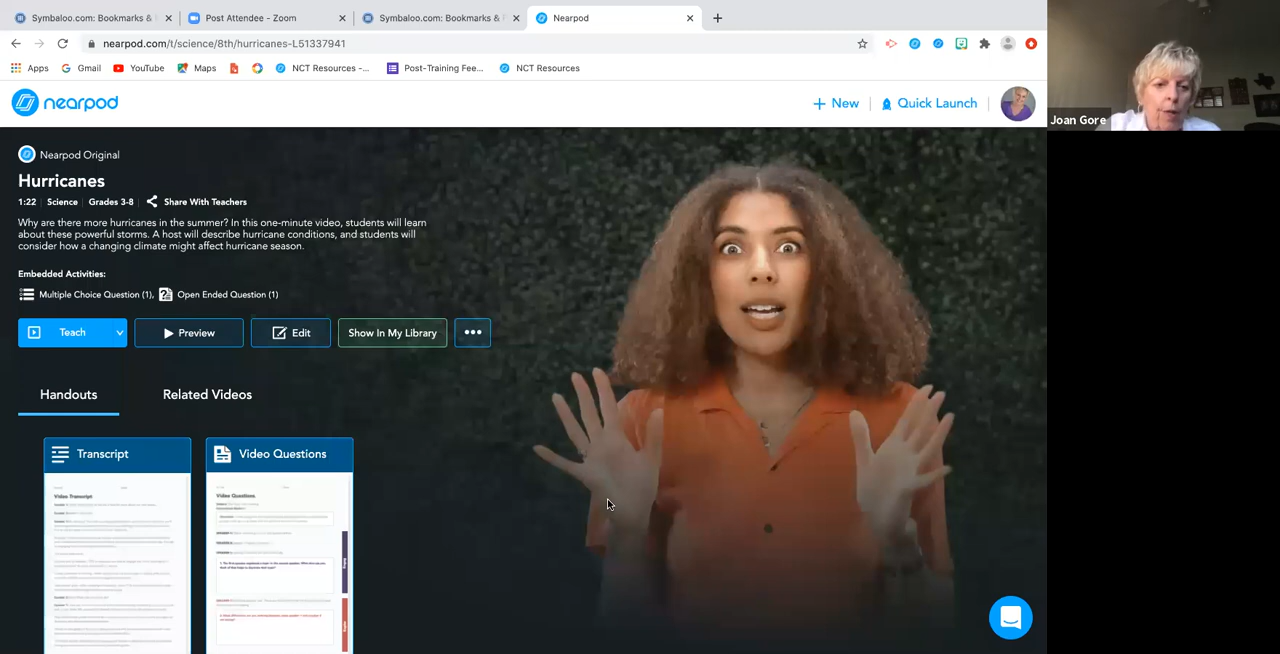 Symbaloo.com: Bookmarks &
Post Attendee - Zoom
Symbaloo.com: Bookmarks &
Nearpod
nearpod.com/t/science/8th/hurricanes-L51337941
Apps
Gmail
YouTube
Maps
NCT Resources -...
Post-Training Fee...
NCT Resources
nearpod
+ New
Quick Launch
Joan Gore
Nearpod Original
Hurricanes
1:22 | Science | Grades 3-8 Share With Teachers
Why are there more hurricanes in the summer? In this one-minute video, students will learn
about these powerful storms. A host will describe hurricane conditions, and students will
consider how a changing climate might affect hurricane season.
Embedded Activities:
Multiple Choice Question (1), Open Ended Question (1)
Teach
Preview
Edit
Show In My Library
Handouts
Related Videos
Transcript
Video Questions
Video Transcript
Video Questions